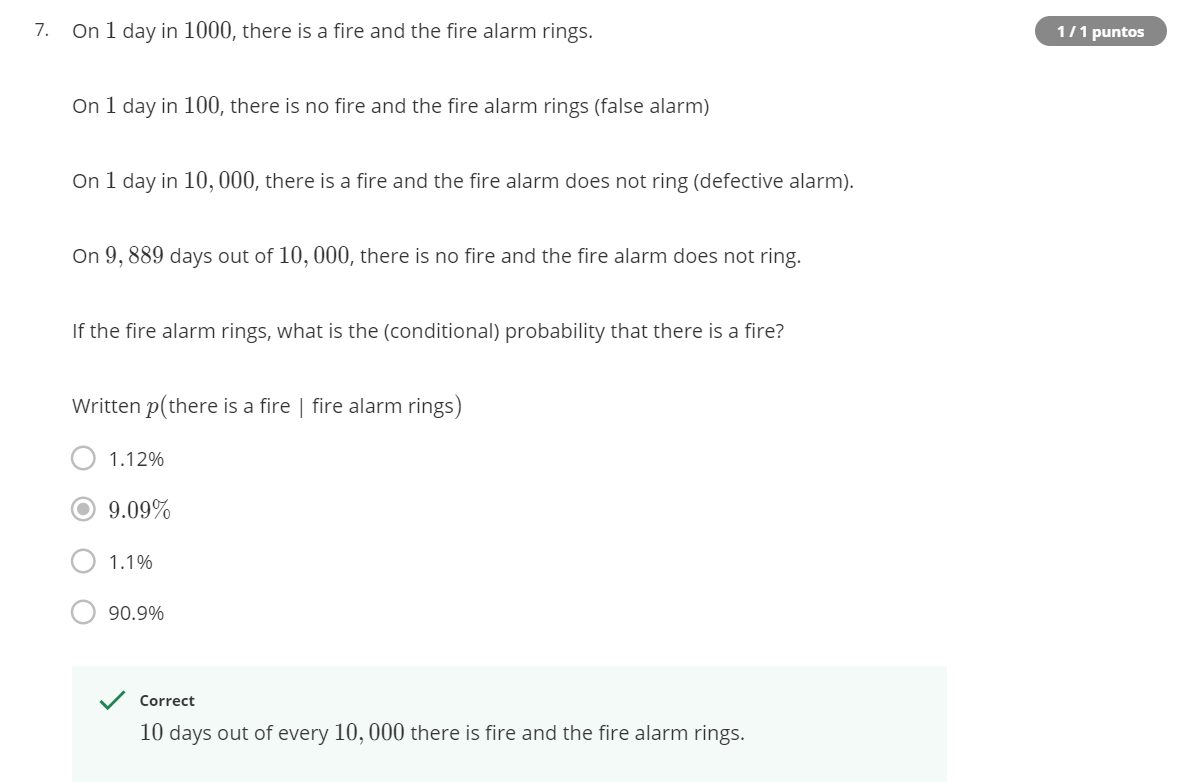 7. On 1 day in 1000, there is a fire and the fire alarm rings.
1 / 1 puntos
On 1 day in 100, there is no fire and the fire alarm rings (false alarm)
On 1 day in 10, 000, there is a fire and the fire alarm does not ring (defective alarm).
On 9, 889 days out of 10, 000, there is no fire and the fire alarm does not ring.
If the fire alarm rings, what is the (conditional) probability that there is a fire?
Written p(there is a fire | fire alarm rings)
1.12%
9.09%
1.1%
90.9%
Correct
10 days out of every 10, 000 there is fire and the fire alarm rings.